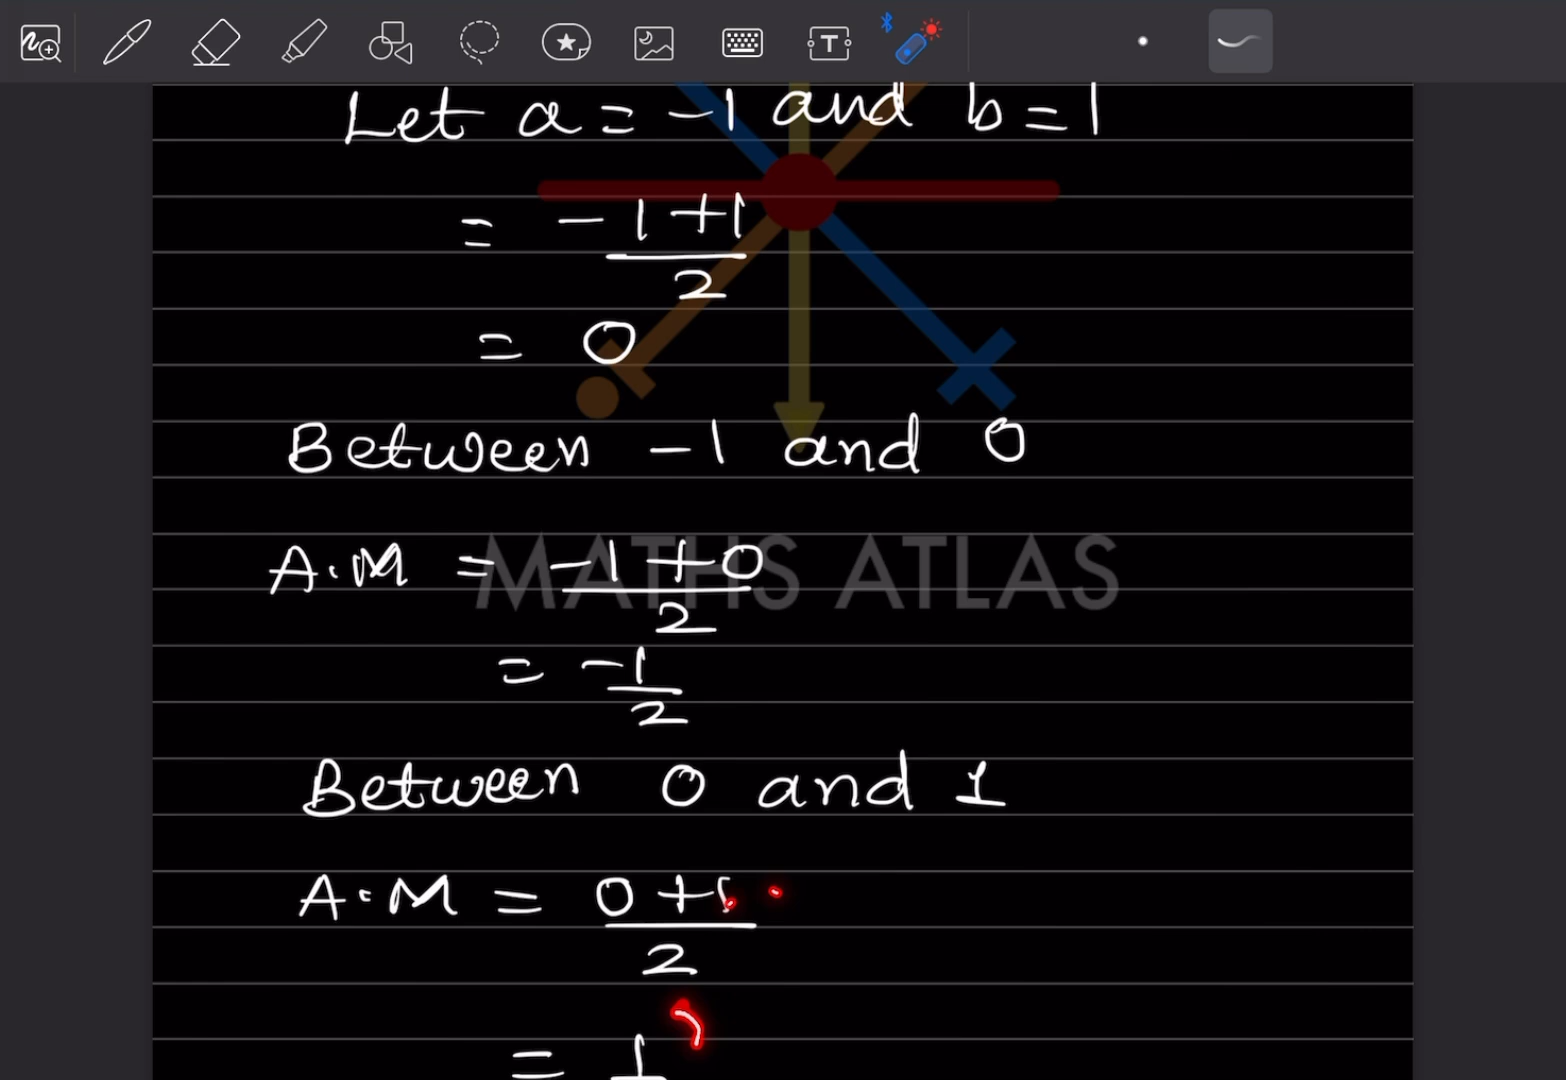 Let a = -1 and b = 1
= -1 + 1
2
= 0
Between -1 and 0
A.M = -1 + 0
2
= -1
2
MATHS ATLAS
Between 0 and 1
A.M = 0 + 1
2
= 1